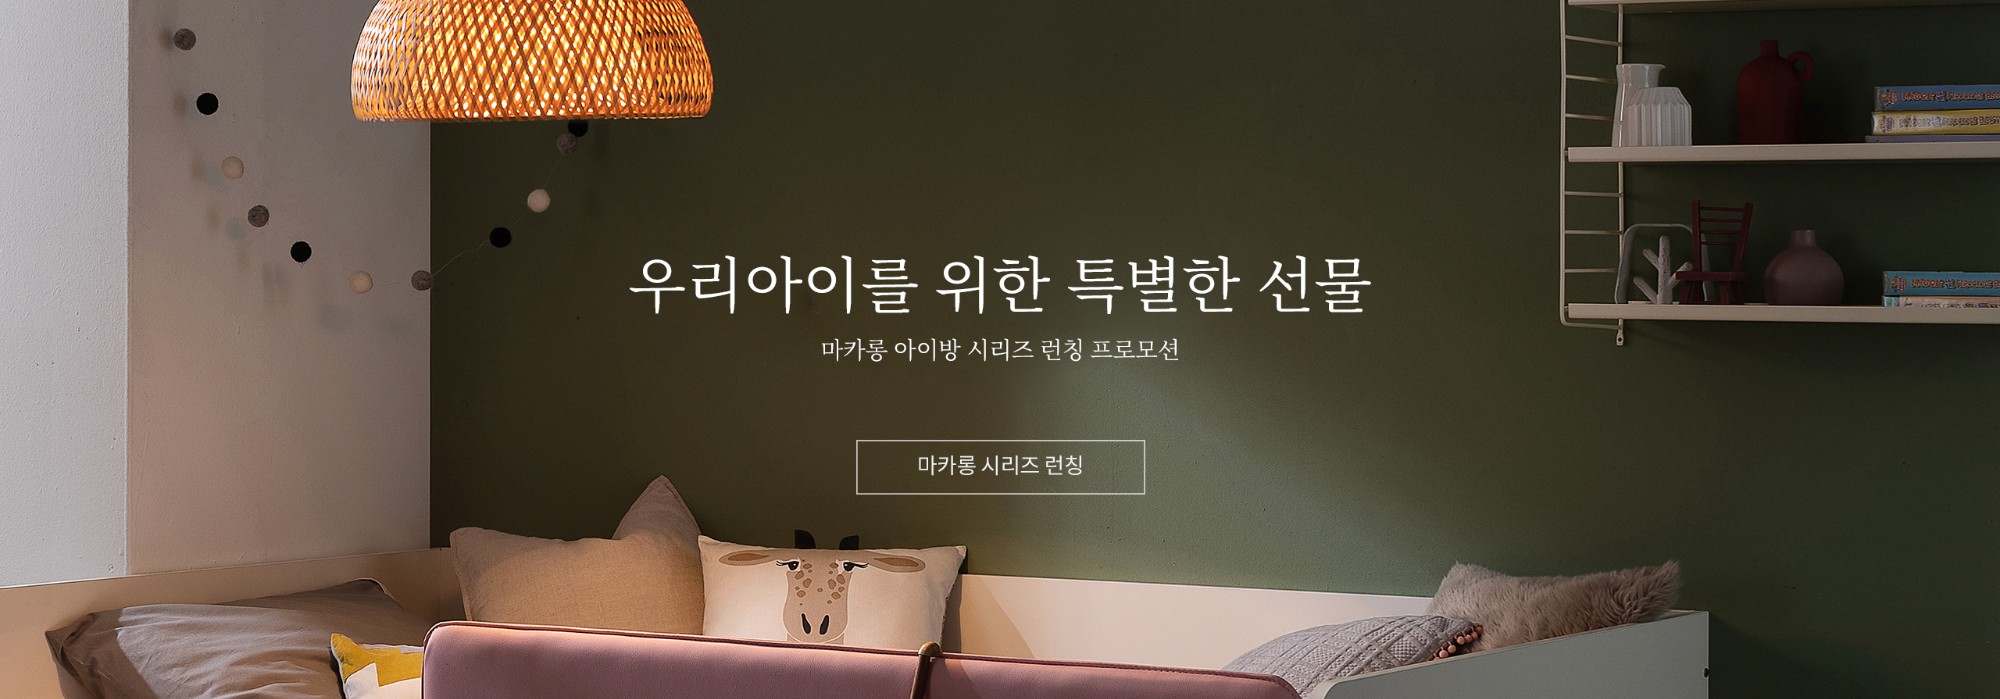 우리아이를 위한 특별한 선물
마카롱 아이방 시리즈 런칭 프로모션
마카롱 시리즈 런칭